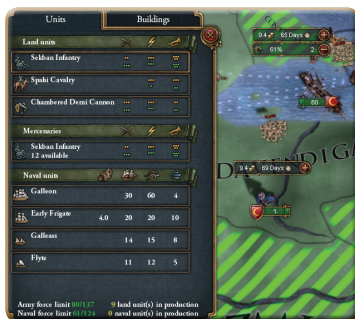 Units Buildings
Land units
Sekban Infantry
Spahi Cavalry
Chambered Demi Cannon
Mercenaries
Sekban Infantry
12 available
Naval units
Galleon 30 60 4
Early Frigate 4.0 20 20 10
Galleass 14 15 8
Flyte 11 12 5
Army force limit 80/137 9 land unit(s) in production
Naval force limit 61/124 0 naval unit(s) in production
9.4 65 Days
61% 2
60
9.4 69 Days
1